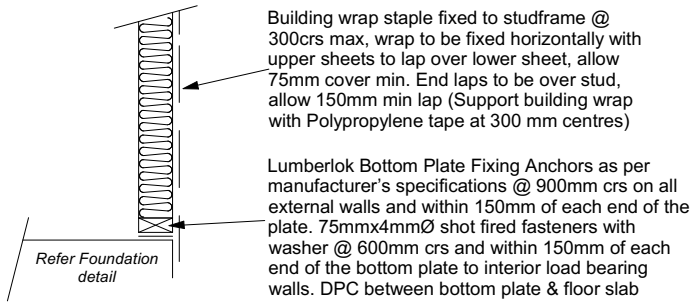 Building wrap staple fixed to studframe @
300crs max, wrap to be fixed horizontally with
upper sheets to lap over lower sheet, allow
75mm cover min. End laps to be over stud,
allow 150mm min lap (Support building wrap
with Polypropylene tape at 300 mm centres)
Lumberlok Bottom Plate Fixing Anchors as per
manufacturer's specifications @ 900mm crs on all
external walls and within 150mm of each end of the
plate. 75mmx4mmØ shot fired fasteners with
washer @ 600mm crs and within 150mm of each
end of the bottom plate to interior load bearing
walls. DPC between bottom plate & floor slab
Refer Foundation
detail